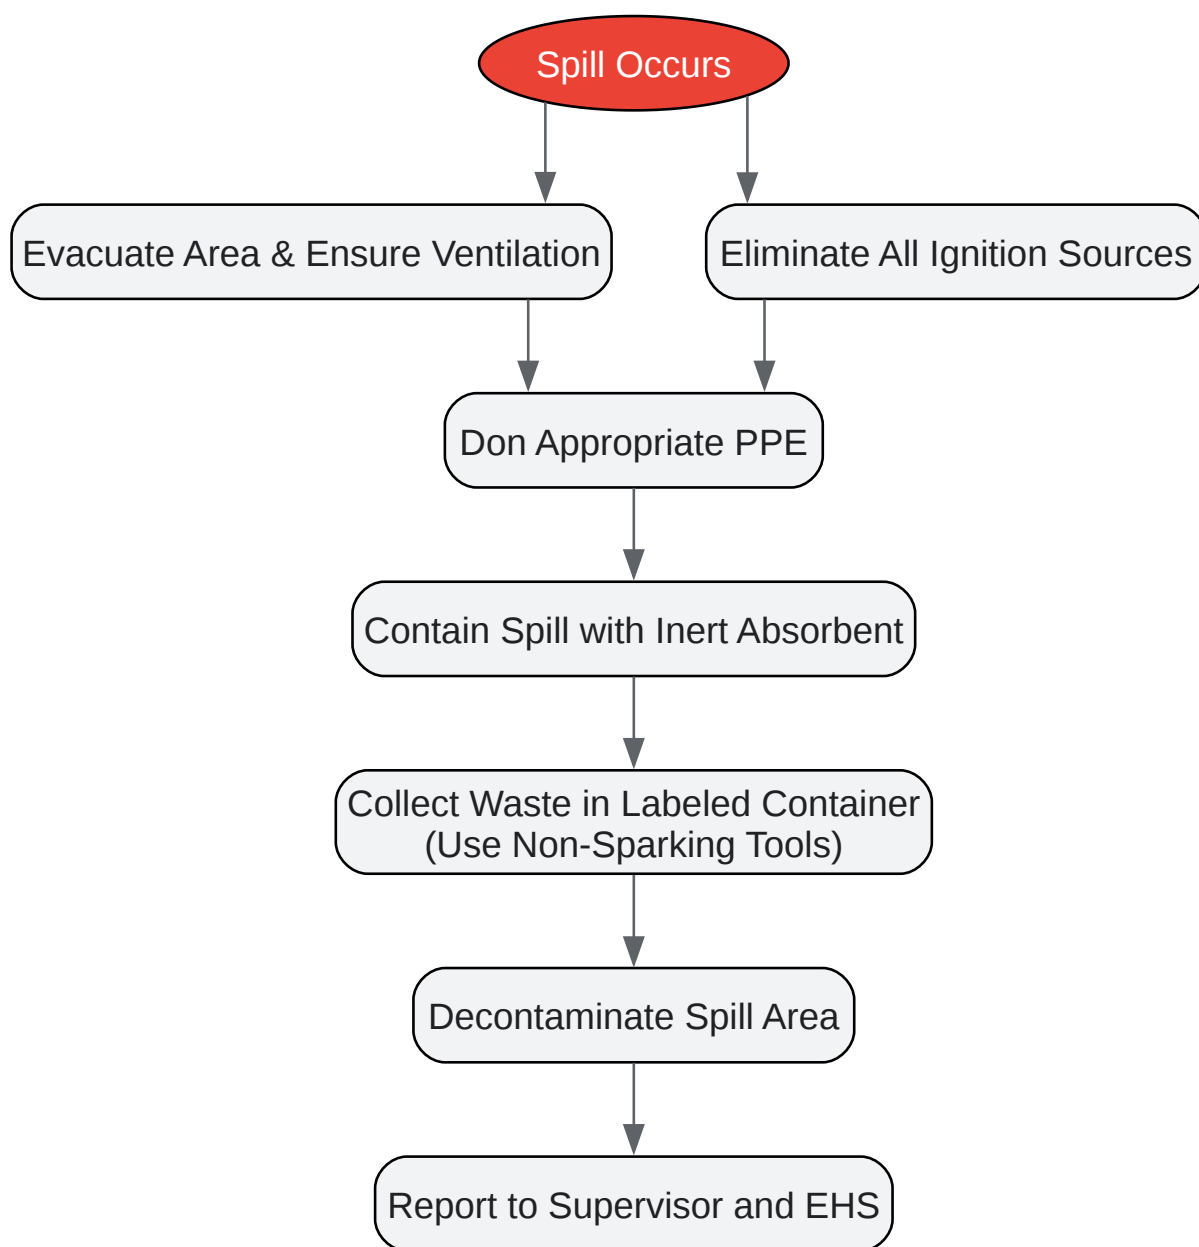 Spill Occurs
Evacuate Area & Ensure Ventilation
Eliminate All Ignition Sources
Don Appropriate PPE
Contain Spill with Inert Absorbent
Collect Waste in Labeled Container
(Use Non-Sparking Tools)
Decontaminate Spill Area
Report to Supervisor and EHS